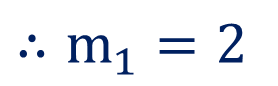 ∴ m₁ = 2